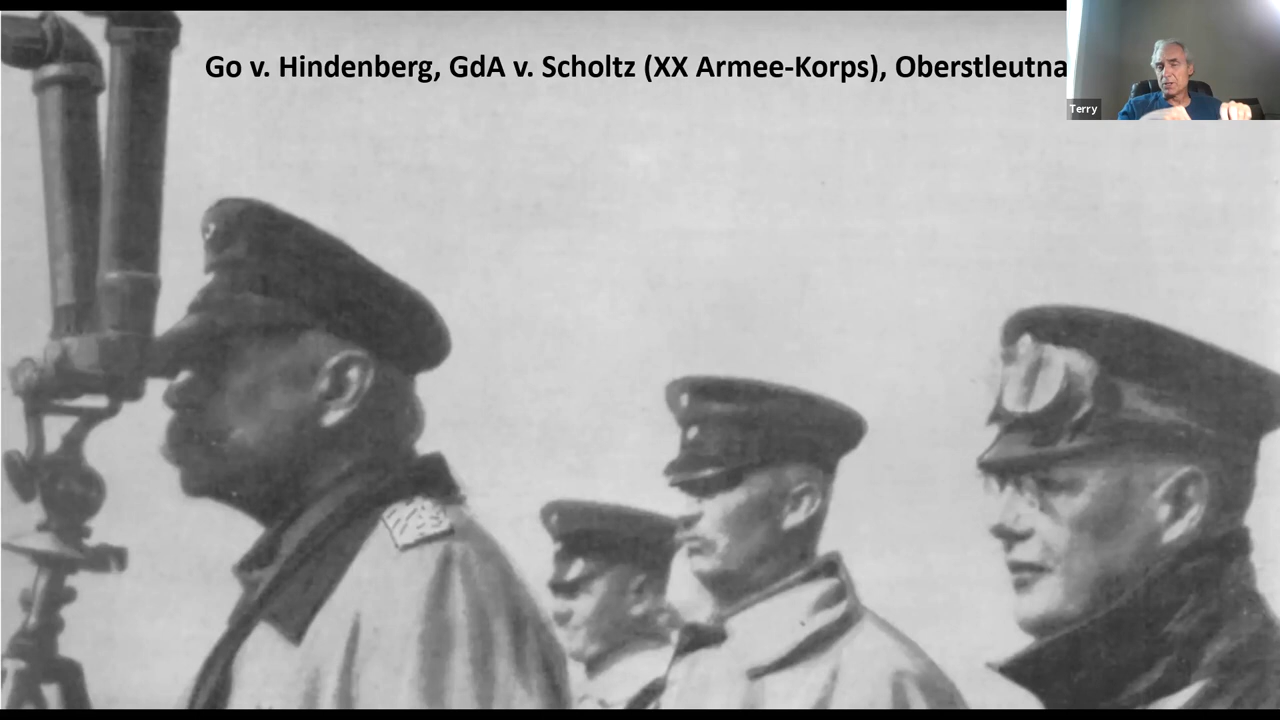 Go v. Hindenberg, GdA v. Scholtz (XX Armee-Korps), Oberstleutna
Terry